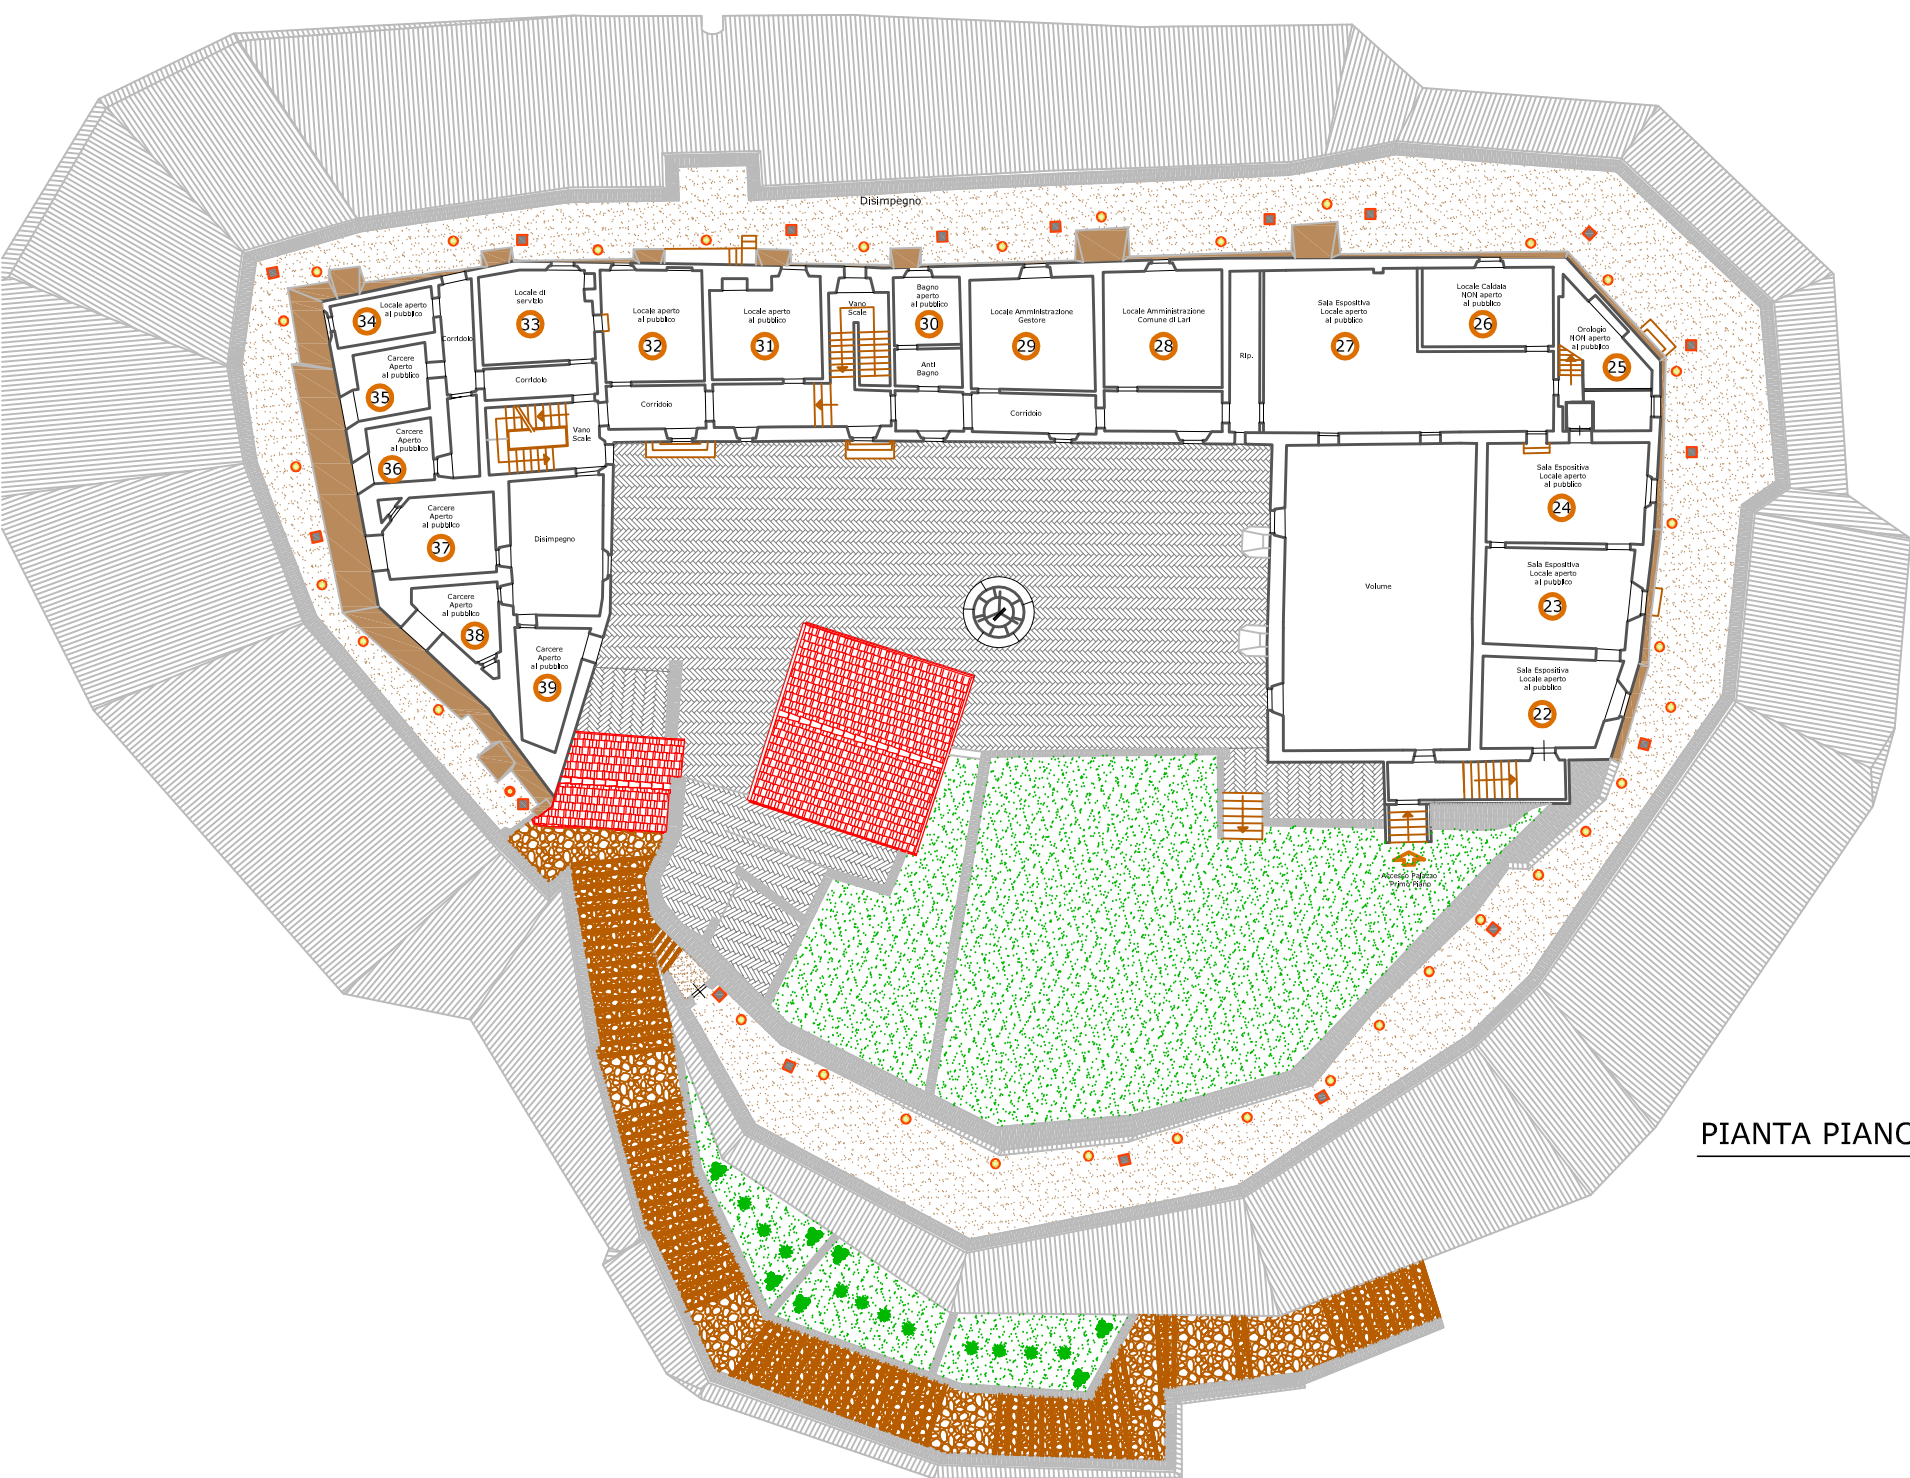 Disimpegno
Locale aperto
al pubblico
34
Corridoio
Locale di
servizio
33
Locale aperto
al pubblico
32
Locale aperto
al pubblico
31
Vano
Scale
Bagno
aperto
al pubblico
30
Anti
Bagno
Locale Amministrazione
Gestore
29
Locale Amministrazione
Comune di Lari
28
Rip.
Sala Espositiva
Locale aperto
al pubblico
27
Locale Caldaia
NON aperto
al pubblico
26
Orologio
NON aperto
al pubblico
25
Carcere
Aperto
al pubblico
35
Corridoio
Corridoio
Corridoio
Carcere
Aperto
al pubblico
36
Vano
Scale
Sala Espositiva
Locale aperto
al pubblico
24
Carcere
Aperto
al pubblico
37
Disimpegno
Volume
Sala Espositiva
Locale aperto
al pubblico
23
Carcere
Aperto
al pubblico
38
Carcere
Aperto
al pubblico
39
Sala Espositiva
Locale aperto
al pubblico
22
Accesso Palazzo
Primo Piano
PIANTA PIANO